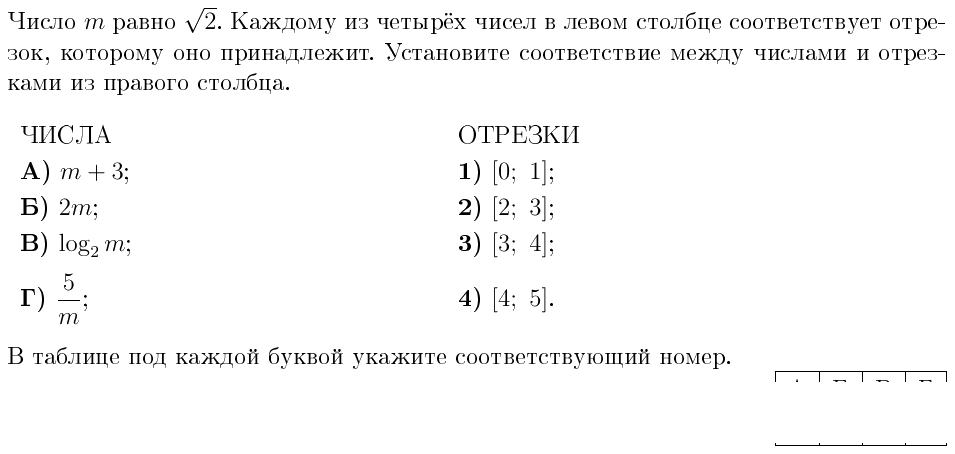 Число m равно √2. Каждому из четырёх чисел в левом столбце соответствует отре-
зок, которому оно принадлежит. Установите соответствие между числами и отрез-
ками из правого столбца.
ЧИСЛА ОТРЕЗКИ
А) m + 3; 1) [0; 1];
Б) 2m; 2) [2; 3];
В) log₂ m; 3) [3; 4];
Г) 5/m; 4) [4; 5].
В таблице под каждой буквой укажите соответствующий номер.